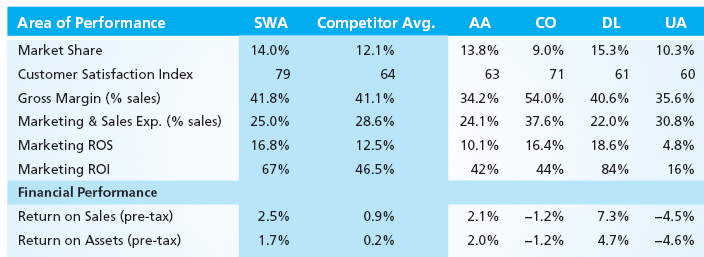 Area of Performance SWA Competitor Avg. AA CO DL UA
Market Share 14.0% 12.1% 13.8% 9.0% 15.3% 10.3%
Customer Satisfaction Index 79 64 63 71 61 60
Gross Margin (% sales) 41.8% 41.1% 34.2% 54.0% 40.6% 35.6%
Marketing & Sales Exp. (% sales) 25.0% 28.6% 24.1% 37.6% 22.0% 30.8%
Marketing ROS 16.8% 12.5% 10.1% 16.4% 18.6% 4.8%
Marketing ROI 67% 46.5% 42% 44% 84% 16%
Financial Performance
Return on Sales (pre-tax) 2.5% 0.9% 2.1% –1.2% 7.3% –4.5%
Return on Assets (pre-tax) 1.7% 0.2% 2.0% –1.2% 4.7% –4.6%